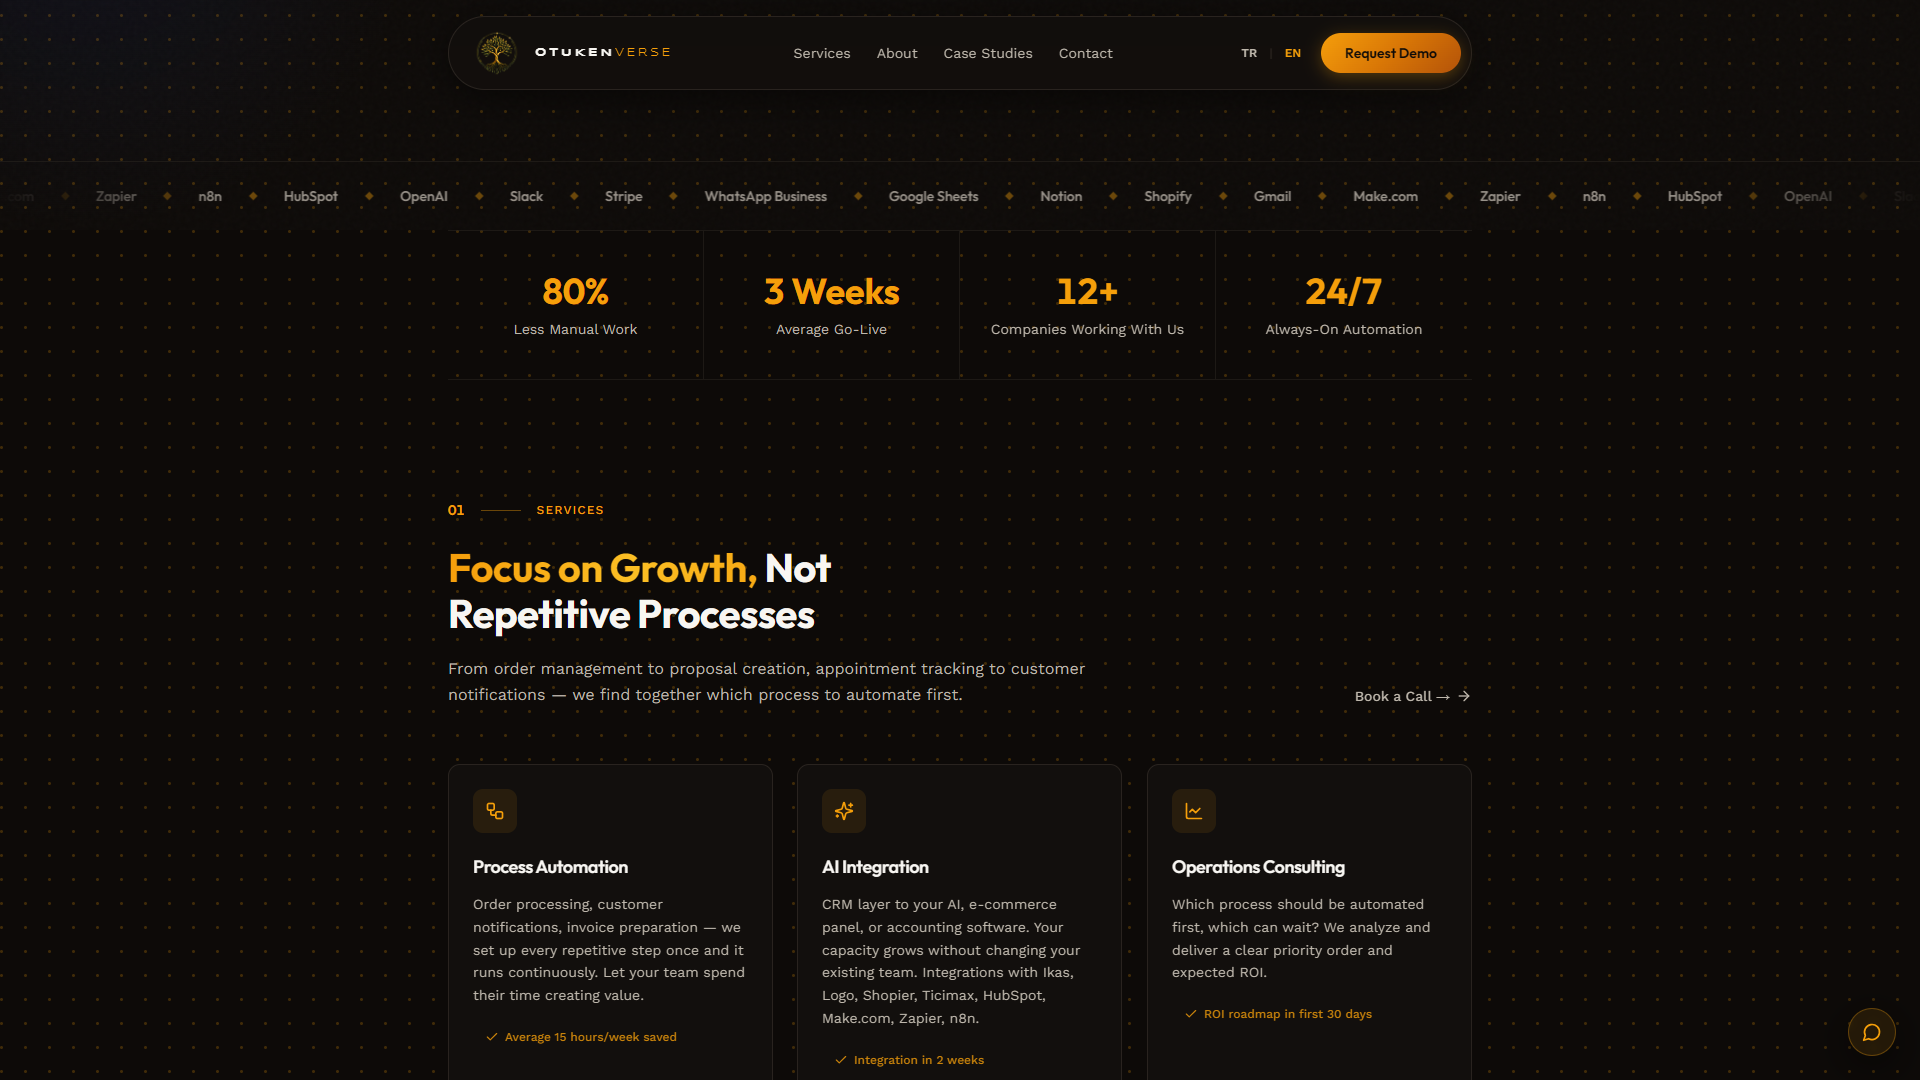 OTUKENVERSE
Services About Case Studies Contact
TR EN Request Demo
com Zapier n8n HubSpot OpenAI Slack Stripe WhatsApp Business Google Sheets Notion Shopify Gmail Make.com Zapier n8n HubSpot OpenAI
80% 3 Weeks 12+ 24/7
Less Manual Work Average Go-Live Companies Working With Us Always-On Automation
01 SERVICES
Focus on Growth, Not
Repetitive Processes
From order management to proposal creation, appointment tracking to customer
notifications — we find together which process to automate first.
Book a Call → →
Process Automation
Order processing, customer
notifications, invoice preparation — we
set up every repetitive step once and it
runs continuously. Let your team spend
their time creating value.
✓ Average 15 hours/week saved
AI Integration
CRM layer to your AI, e-commerce
panel, or accounting software. Your
capacity grows without changing your
existing team. Integrations with Ikas,
Logo, Shopier, Ticimax, HubSpot,
Make.com, Zapier, n8n.
✓ Integration in 2 weeks
Operations Consulting
Which process should be automated
first, which can wait? We analyze and
deliver a clear priority order and
expected ROI.
✓ ROI roadmap in first 30 days